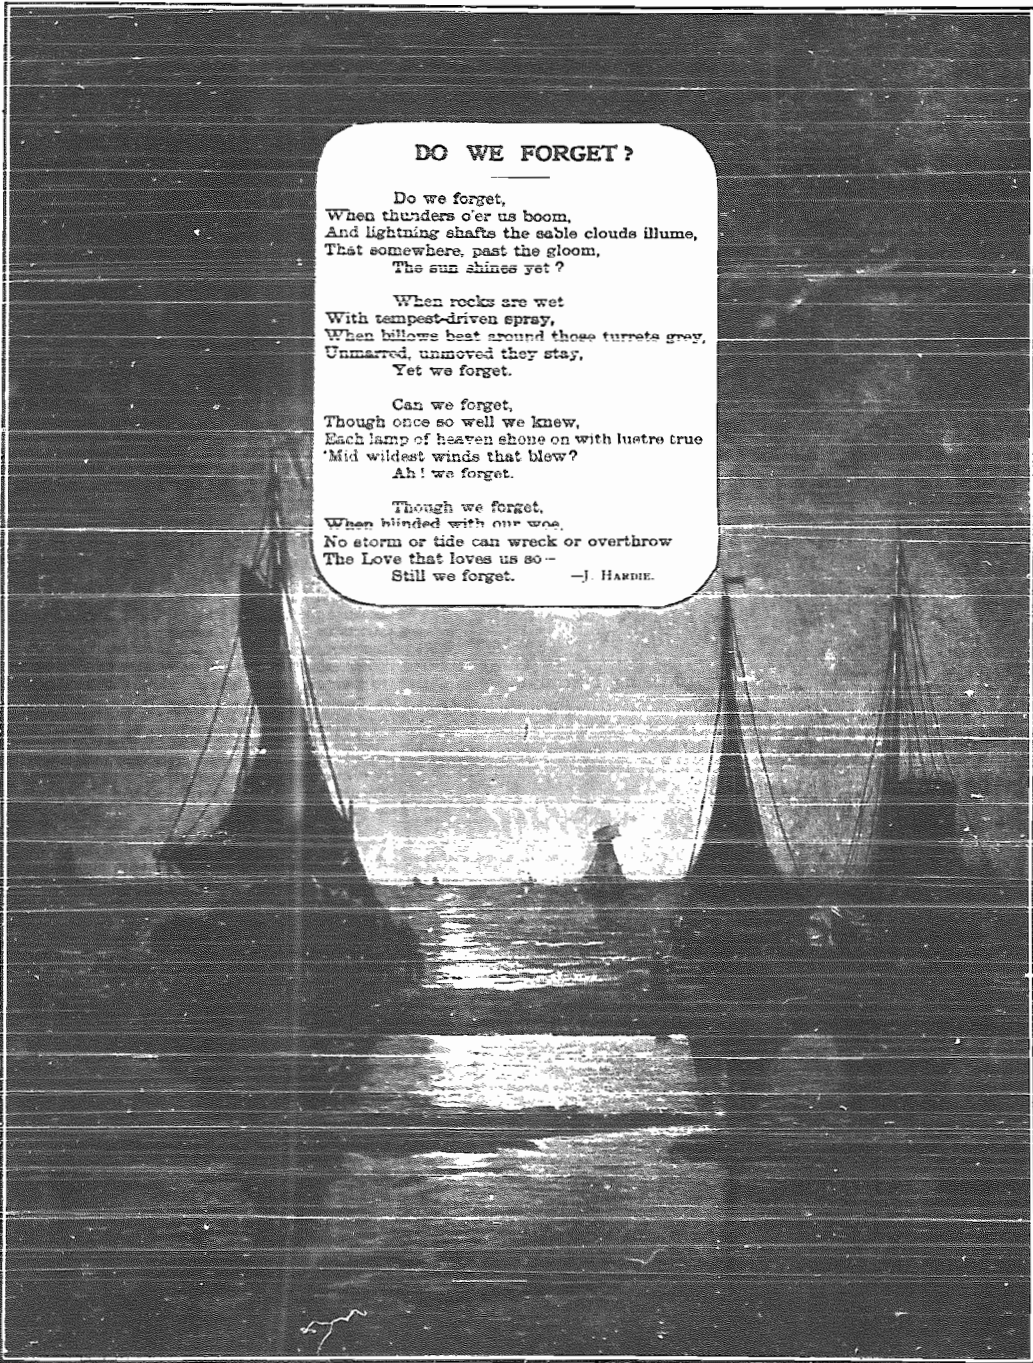 DO WE FORGET?
Do we forget,
When thunders o'er us boom,
And lightning shafts the sable clouds illume,
That somewhere, past the gloom,
The sun shines yet?
When rocks are wet
With tempest-driven spray,
When billows beat around those turrets grey,
Unmarred, unmoved they stay,
Yet we forget.
Can we forget,
Though once so well we knew,
Each lamp of heaven shone on with lustre true
'Mid wildest winds that blew?
Ah! we forget.
Though we forget,
When blinded with our woe,
No storm or tide can wreck or overthrow
The Love that loves us so—
Still we forget. —J. HARDIE.